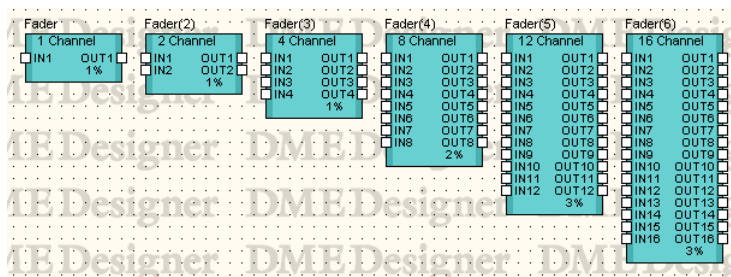 Fader
1 Channel
IN1 OUT1
1%
Fader(2)
2 Channel
IN1 OUT1
IN2 OUT2
1%
Fader(3)
4 Channel
IN1 OUT1
IN2 OUT2
IN3 OUT3
IN4 OUT4
1%
Fader(4)
8 Channel
IN1 OUT1
IN2 OUT2
IN3 OUT3
IN4 OUT4
IN5 OUT5
IN6 OUT6
IN7 OUT7
IN8 OUT8
2%
Fader(5)
12 Channel
IN1 OUT1
IN2 OUT2
IN3 OUT3
IN4 OUT4
IN5 OUT5
IN6 OUT6
IN7 OUT7
IN8 OUT8
IN9 OUT9
IN10 OUT10
IN11 OUT11
IN12 OUT12
3%
Fader(6)
16 Channel
IN1 OUT1
IN2 OUT2
IN3 OUT3
IN4 OUT4
IN5 OUT5
IN6 OUT6
IN7 OUT7
IN8 OUT8
IN9 OUT9
IN10 OUT10
IN11 OUT11
IN12 OUT12
IN13 OUT13
IN14 OUT14
IN15 OUT15
IN16 OUT16
3%
DME Designer
DME Designer
DME Designer DME Designer